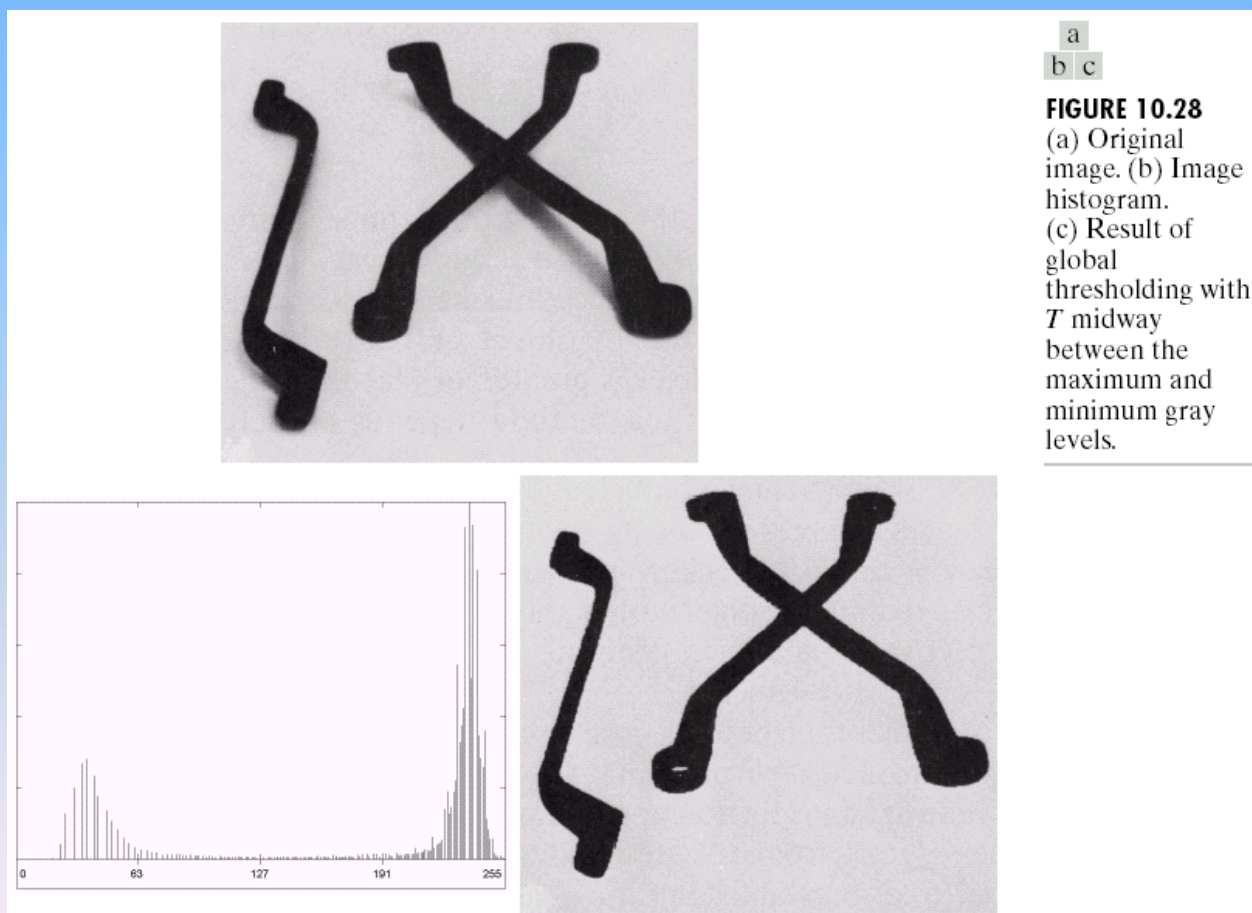 a
b c
FIGURE 10.28
(a) Original
image. (b) Image
histogram.
(c) Result of
global
thresholding with
T midway
between the
maximum and
minimum gray
levels.
0 63 127 191 255